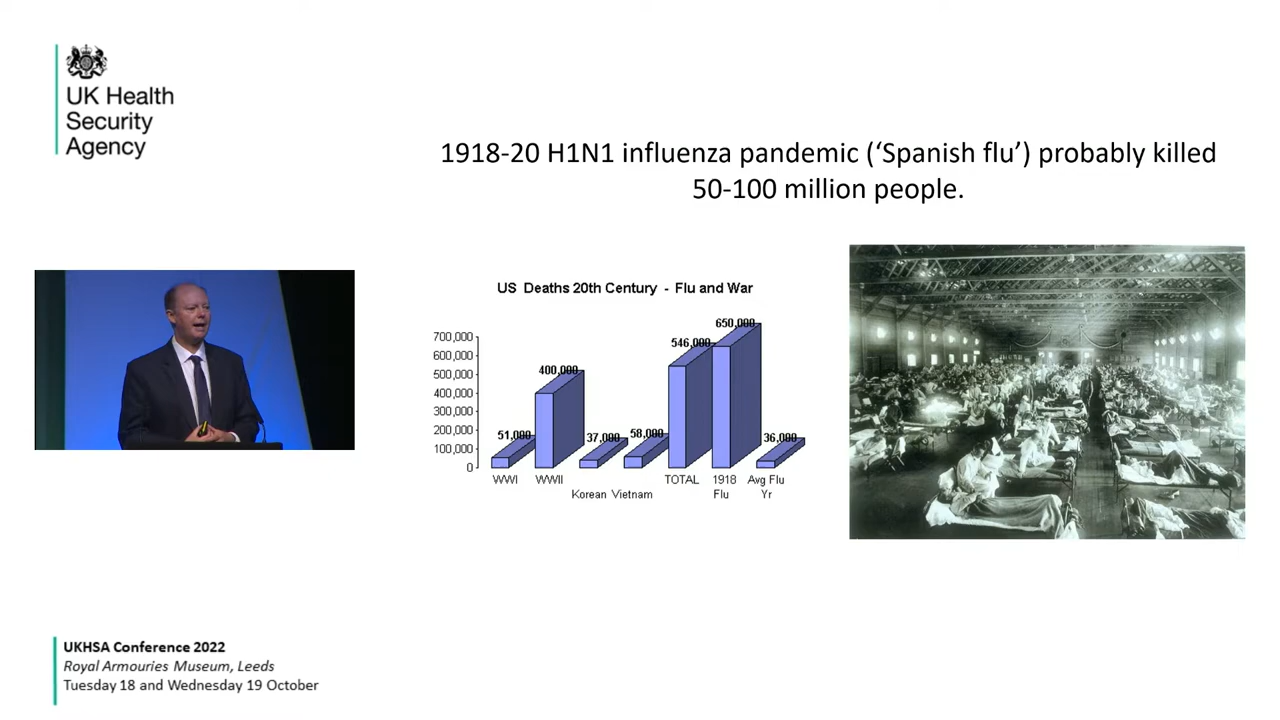 UK Health
Security
Agency
1918-20 H1N1 influenza pandemic (‘Spanish flu’) probably killed
50-100 million people.
US Deaths 20th Century - Flu and War
700,000
600,000
500,000
400,000
300,000
200,000
100,000
0
51,000
400,000
37,000
58,000
546,000
650,000
36,000
WWI
WWII
Korean
Vietnam
TOTAL
1918
Flu
Avg Flu
Yr
UKHSA Conference 2022
Royal Armouries Museum, Leeds
Tuesday 18 and Wednesday 19 October